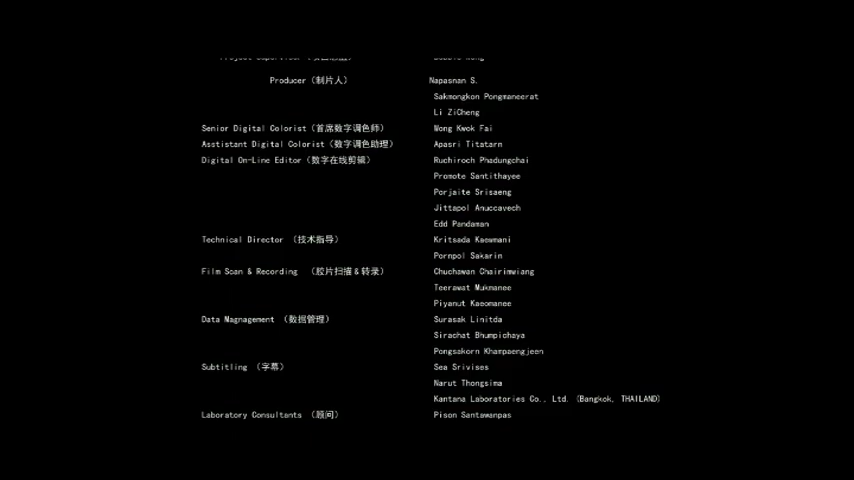 Producer（制片人） Napasnan S.
Sakmongkon Pongmaneerat
Li ZiCheng
Senior Digital Colorist（首席数字调色师） Wong Kwok Fai
Asstistant Digital Colorist（数字调色助理） Apasri Titatarn
Digital On-Line Editor（数字在线剪辑） Ruchiroch Phadungchai
Promote Santithayee
Porjaite Srisaeng
Jittapol Anuccavech
Edd Pandaman
Technical Director （技术指导） Kritsada Kaewmani
Pornpol Sakarin
Film Scan & Recording （胶片扫描＆转录） Chuchawan Chairimwiang
Teerawat Mukmanee
Piyanut Kaeomanee
Data Magnagement （数据管理） Surasak Linitda
Sirachat Bhumpichaya
Pongsakorn Khampaengjeen
Subtitling （字幕） Sea Srivises
Narut Thongsima
Kantana Laboratories Co., Ltd. (Bangkok, THAILAND)
Laboratory Consultants （顾问） Pison Santawanpas